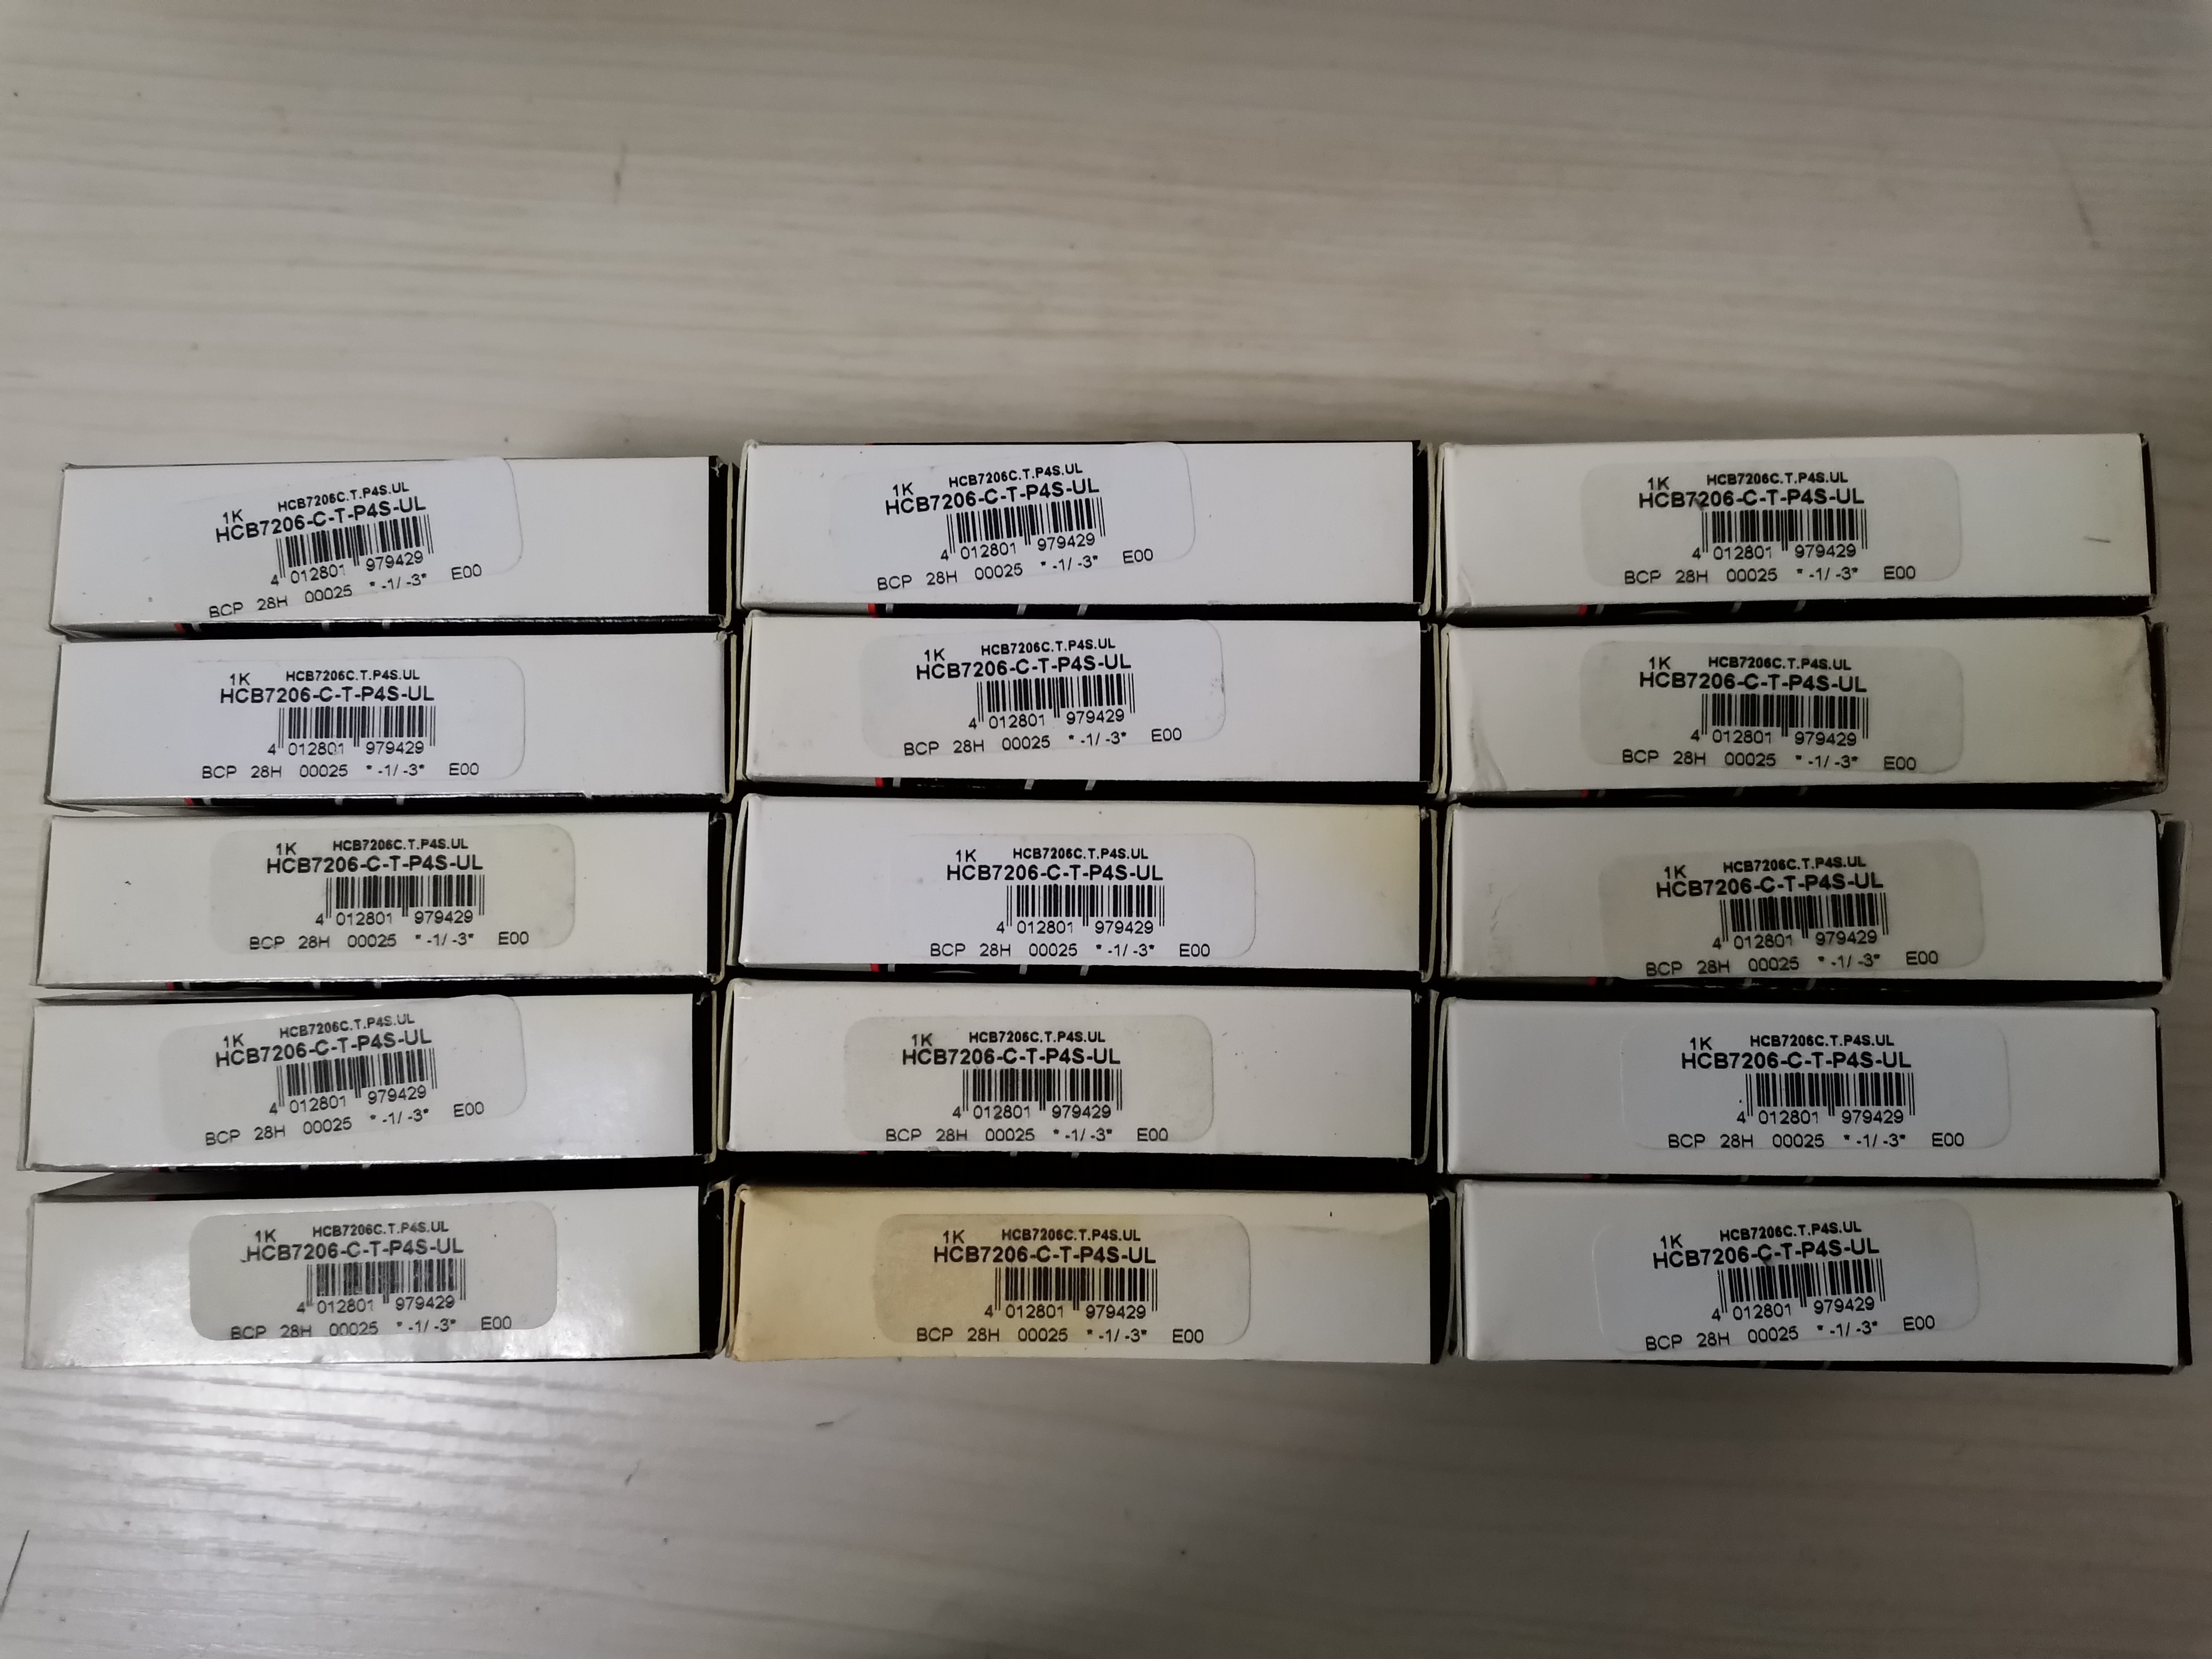 1K HCB7206C.T.P4S.UL
HCB7206-C-T-P4S-UL
4 012801 979429
BCP 28H 00025 * -1/ -3* E00
1K HCB7206C.T.P4S.UL
HCB7206-C-T-P4S-UL
4 012801 979429
BCP 28H 00025 * -1/ -3* E00
1K HCB7206C.T.P4S.UL
HCB7206-C-T-P4S-UL
4 012801 979429
BCP 28H 00025 * -1/ -3* E00
1K HCB7206C.T.P4S.UL
HCB7206-C-T-P4S-UL
4 012801 979429
BCP 28H 00025 * -1/ -3* E00
1K HCB7206C.T.P4S.UL
HCB7206-C-T-P4S-UL
4 012801 979429
BCP 28H 00025 * -1/ -3* E00
1K HCB7206C.T.P4S.UL
HCB7206-C-T-P4S-UL
4 012801 979429
BCP 28H 00025 * -1/ -3* E00
1K HCB7206C.T.P4S.UL
HCB7206-C-T-P4S-UL
4 012801 979429
BCP 28H 00025 * -1/ -3* E00
1K HCB7206C.T.P4S.UL
HCB7206-C-T-P4S-UL
4 012801 979429
BCP 28H 00025 * -1/ -3* E00
1K HCB7206C.T.P4S.UL
HCB7206-C-T-P4S-UL
4 012801 979429
BCP 28H 00025 * -1/ -3* E00
1K HCB7206C.T.P4S.UL
HCB7206-C-T-P4S-UL
4 012801 979429
BCP 28H 00025 * -1/ -3* E00
1K HCB7206C.T.P4S.UL
HCB7206-C-T-P4S-UL
4 012801 979429
BCP 28H 00025 * -1/ -3* E00
1K HCB7206C.T.P4S.UL
HCB7206-C-T-P4S-UL
4 012801 979429
BCP 28H 00025 * -1/ -3* E00
1K HCB7206C.T.P4S.UL
HCB7206-C-T-P4S-UL
4 012801 979429
BCP 28H 00025 * -1/ -3* E00
1K HCB7206C.T.P4S.UL
HCB7206-C-T-P4S-UL
4 012801 979429
BCP 28H 00025 * -1/ -3* E00
1K HCB7206C.T.P4S.UL
HCB7206-C-T-P4S-UL
4 012801 979429
BCP 28H 00025 * -1/ -3* E00